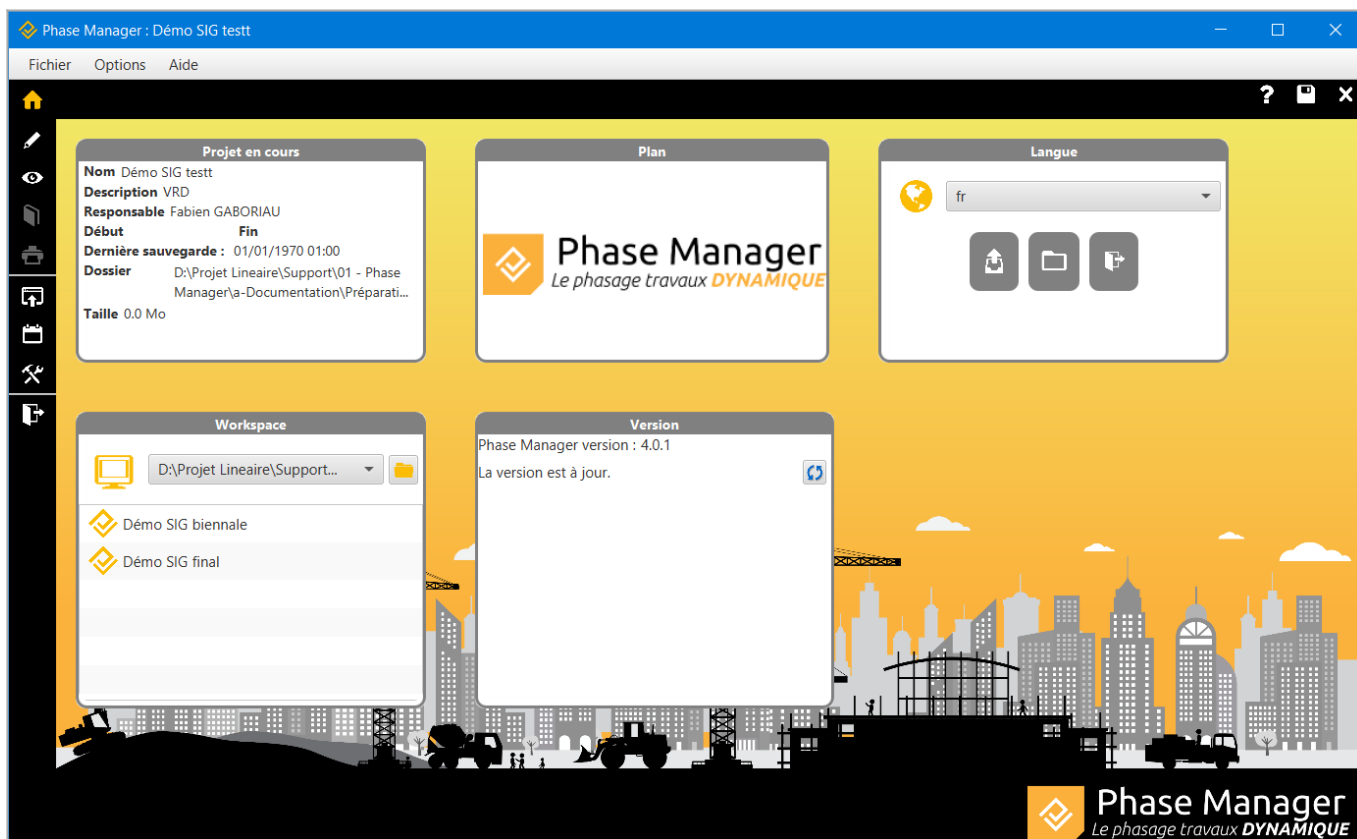 Phase Manager : Démo SIG testt
Fichier Options Aide
Projet en cours
Nom Démo SIG testt
Description VRD
Responsable Fabien GABORIAU
Début Fin
Dernière sauvegarde : 01/01/1970 01:00
Dossier D:\Projet Lineaire\Support\01 - Phase
Manager\a-Documentation\Préparati...
Taille 0.0 Mo
Plan
Phase Manager
Le phasage travaux DYNAMIQUE
Langue
fr
Workspace
D:\Projet Lineaire\Support...
Démo SIG biennale
Démo SIG final
Version
Phase Manager version : 4.0.1
La version est à jour.
Phase Manager
Le phasage travaux DYNAMIQUE